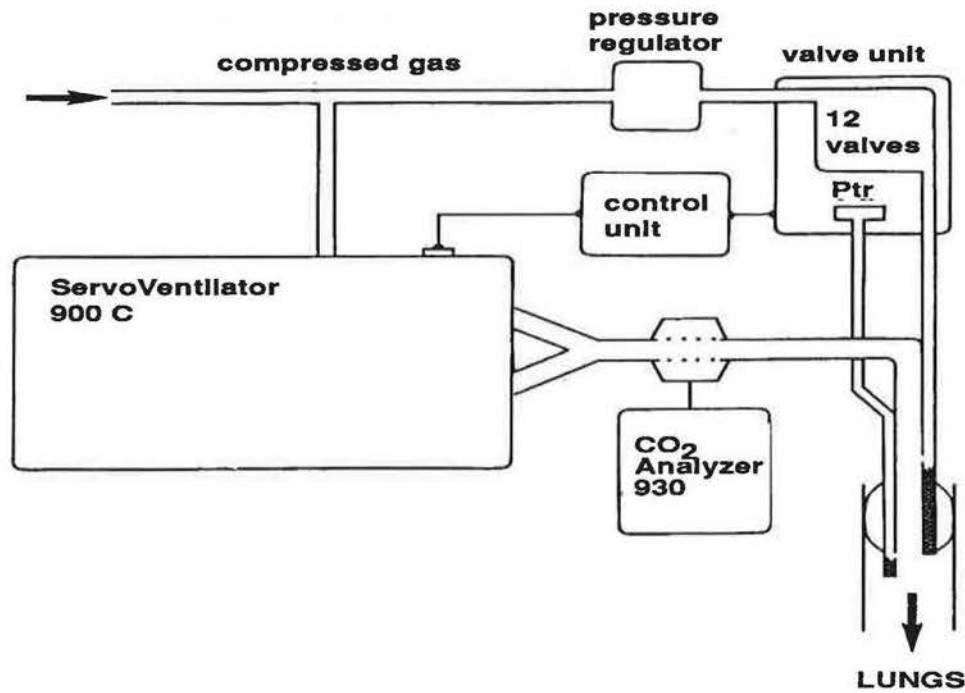 pressure
regulator
compressed gas
valve unit
12
valves
Ptr
control
unit
ServoVentilator
900 C
CO2
Analyzer
930
LUNGS